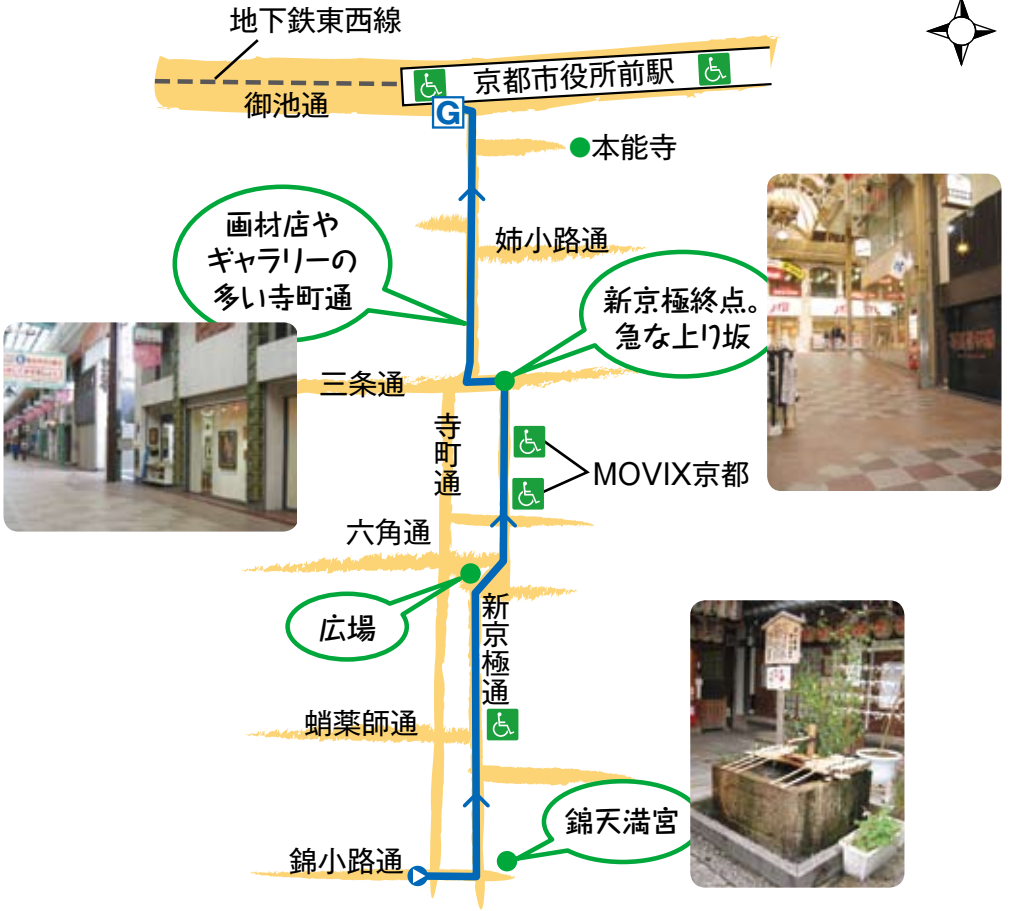 地下鉄東西線
京都市役所前駅
御池通
G
本能寺
画材店や
ギャラリーの
多い寺町通
姉小路通
新京極終点。
急な上り坂
三条通
寺町通
MOVIX京都
六角通
広場
新京極通
蛸薬師通
錦天満宮
錦小路通